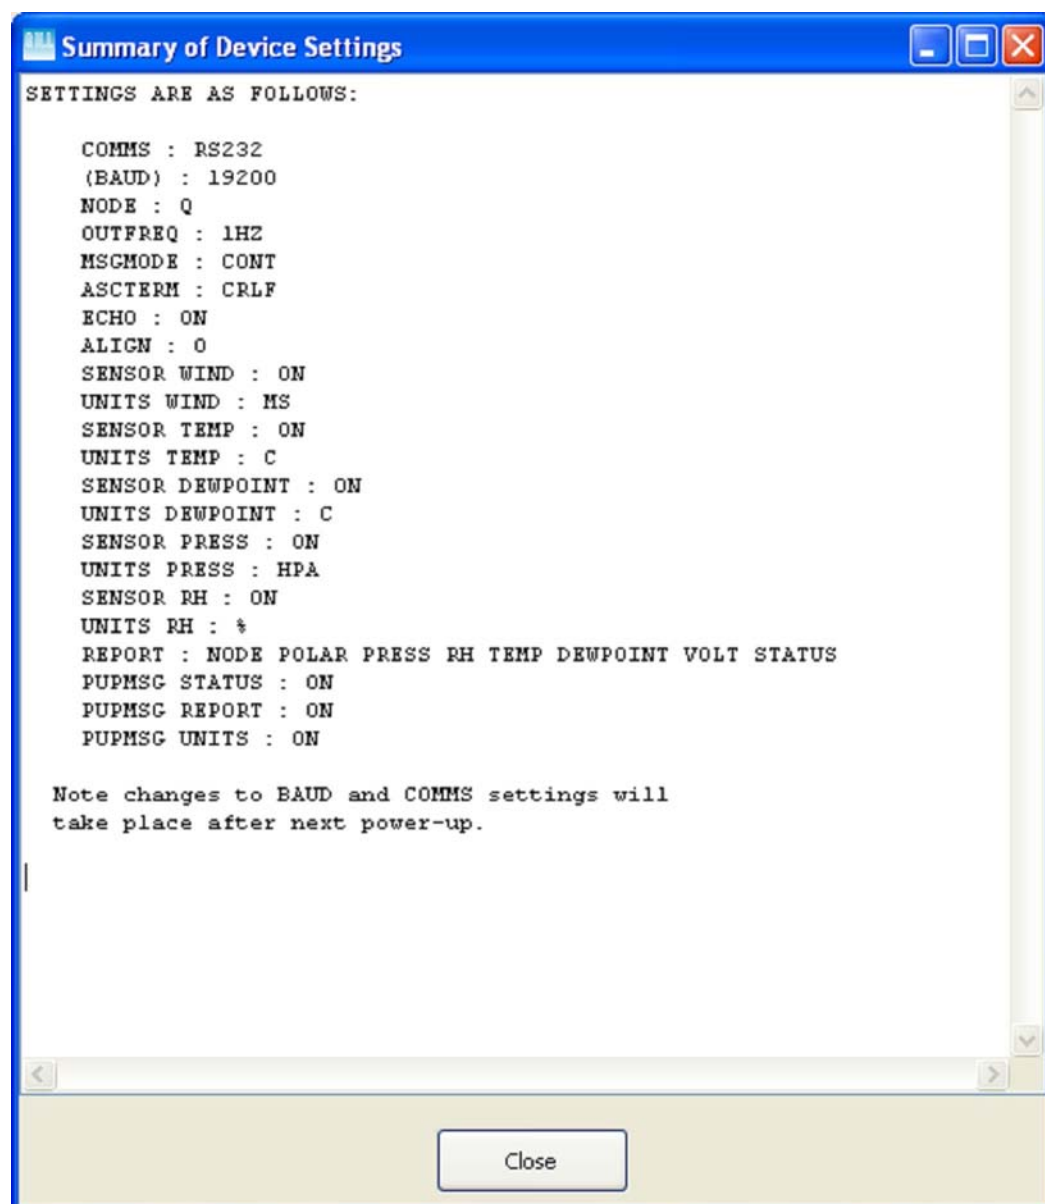 Summary of Device Settings
SETTINGS ARE AS FOLLOWS:
COMMS : RS232
(BAUD) : 19200
NODE : Q
OUTFREQ : 1HZ
MSGMODE : CONT
ASCTERM : CRLF
ECHO : ON
ALIGN : 0
SENSOR WIND : ON
UNITS WIND : MS
SENSOR TEMP : ON
UNITS TEMP : C
SENSOR DEWPOINT : ON
UNITS DEWPOINT : C
SENSOR PRESS : ON
UNITS PRESS : HPA
SENSOR RH : ON
UNITS RH : %
REPORT : NODE POLAR PRESS RH TEMP DEWPOINT VOLT STATUS
PUPMSG STATUS : ON
PUPMSG REPORT : ON
PUPMSG UNITS : ON
Note changes to BAUD and COMMS settings will
take place after next power-up.
Close